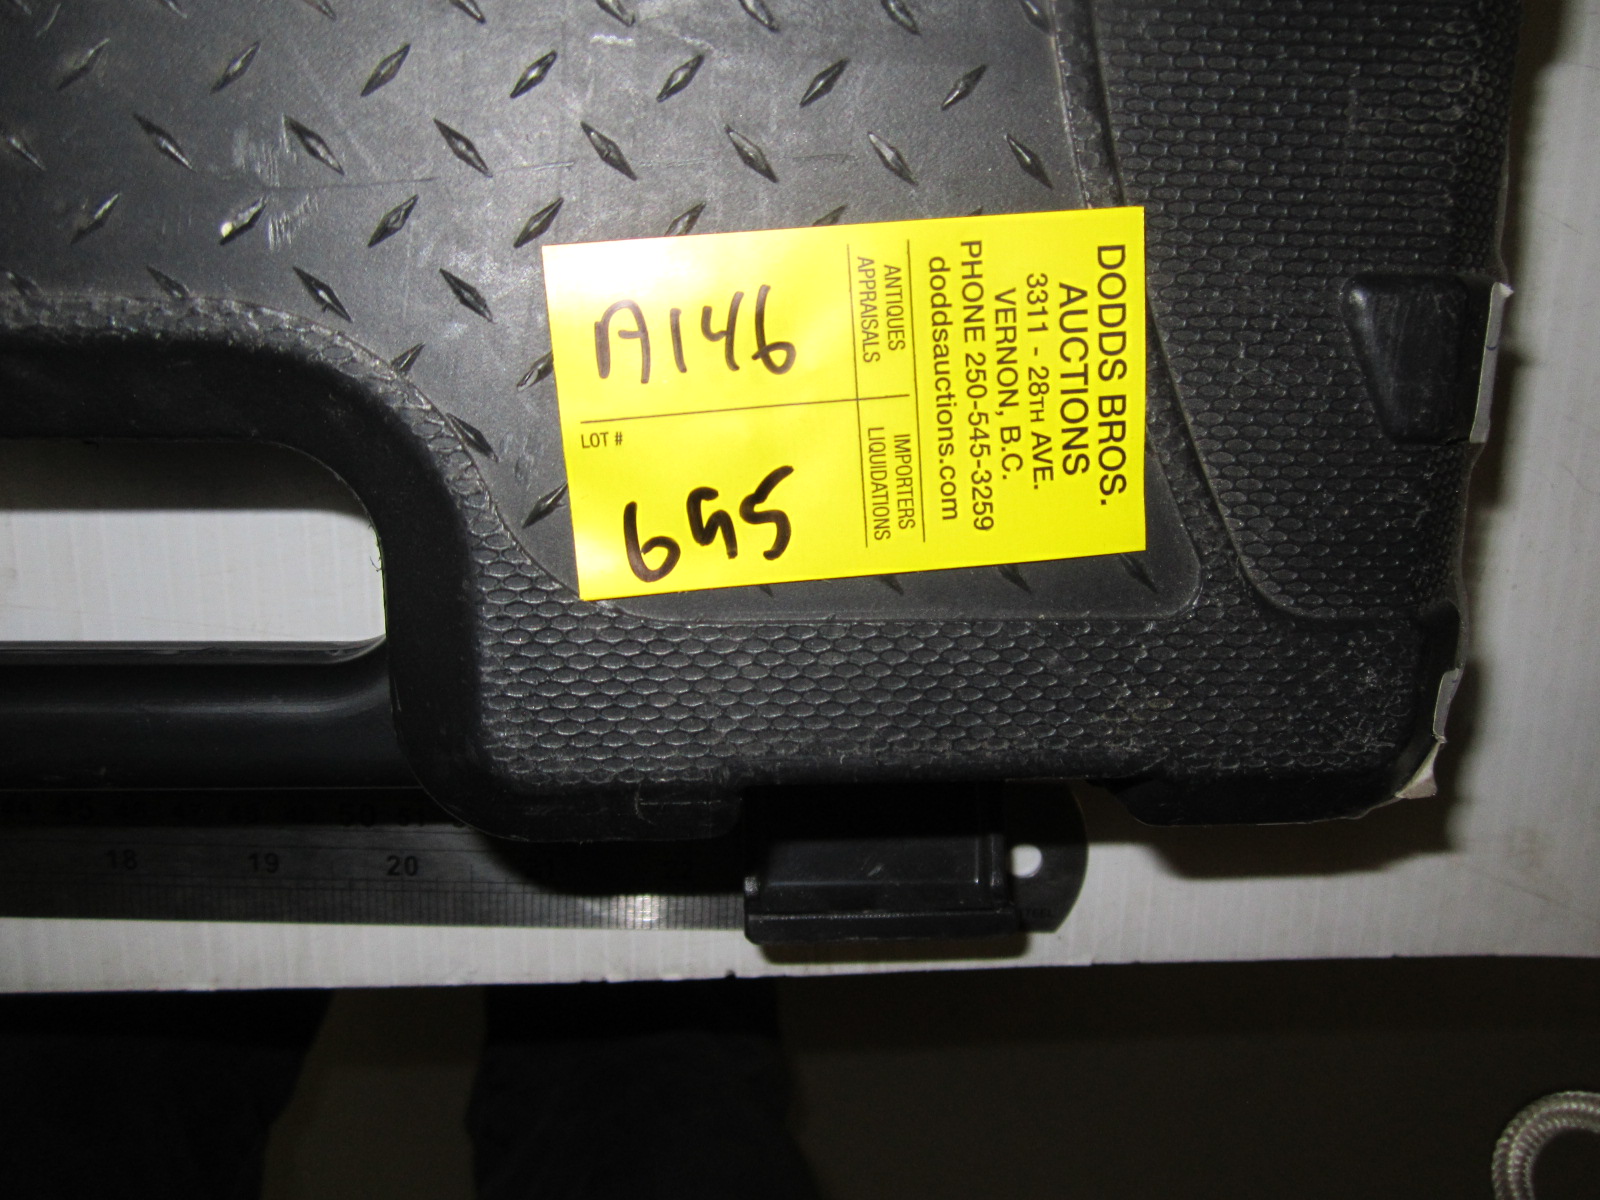 DODDS BROS.
AUCTIONS
3311 - 28TH AVE.
VERNON, B.C.
PHONE 250-545-3259
doddsauctions.com
ANTIQUES
APPRAISALS
IMPORTERS
LIQUIDATIONS
A146
LOT #
655
18 19 20